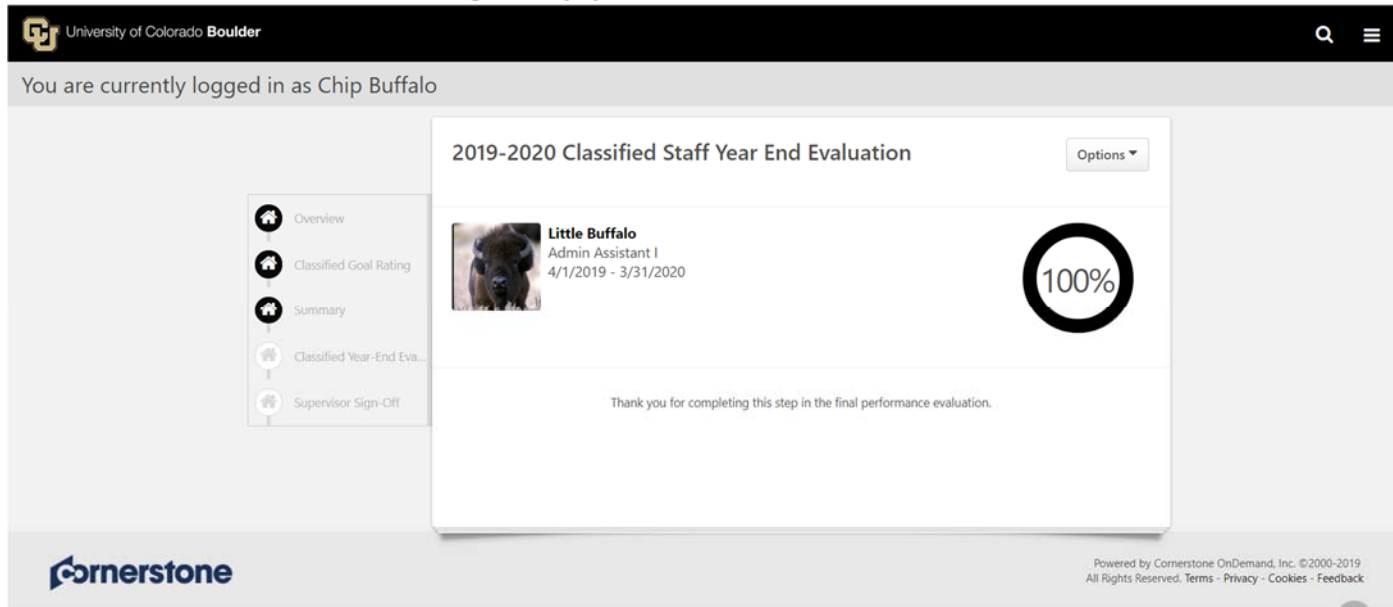 University of Colorado Boulder
You are currently logged in as Chip Buffalo
2019-2020 Classified Staff Year End Evaluation
Options
Overview
Classified Goal Rating
Summary
Classified Year-End Eva...
Supervisor Sign-Off
Little Buffalo
Admin Assistant I
4/1/2019 - 3/31/2020
100%
Thank you for completing this step in the final performance evaluation.
cornerstone
Powered by Cornerstone OnDemand, Inc. ©2000-2019
All Rights Reserved. Terms - Privacy - Cookies - Feedback